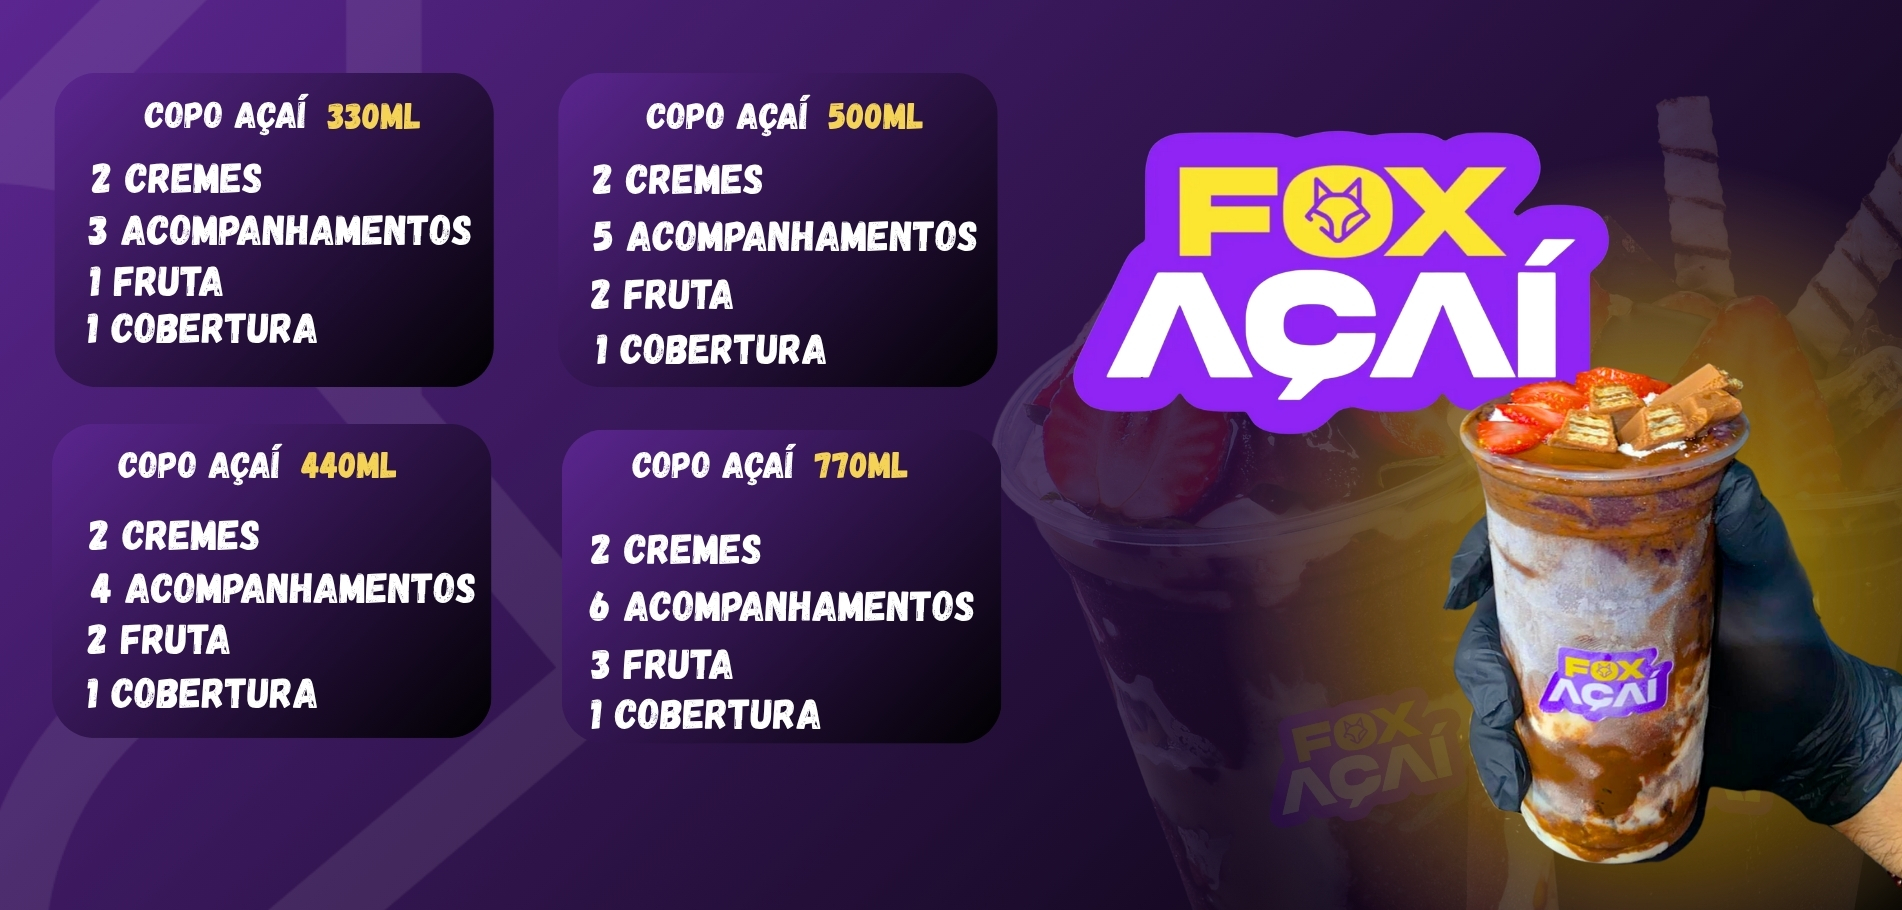 COPO AÇAÍ 330ML
2 CREMES
3 ACOMPANHAMENTOS
1 FRUTA
1 COBERTURA
COPO AÇAÍ 500ML
2 CREMES
5 ACOMPANHAMENTOS
2 FRUTA
1 COBERTURA
COPO AÇAÍ 440ML
2 CREMES
4 ACOMPANHAMENTOS
2 FRUTA
1 COBERTURA
COPO AÇAÍ 770ML
2 CREMES
6 ACOMPANHAMENTOS
3 FRUTA
1 COBERTURA
FOX
AÇAÍ
FOX
AÇAÍ
FOX
AÇAÍ